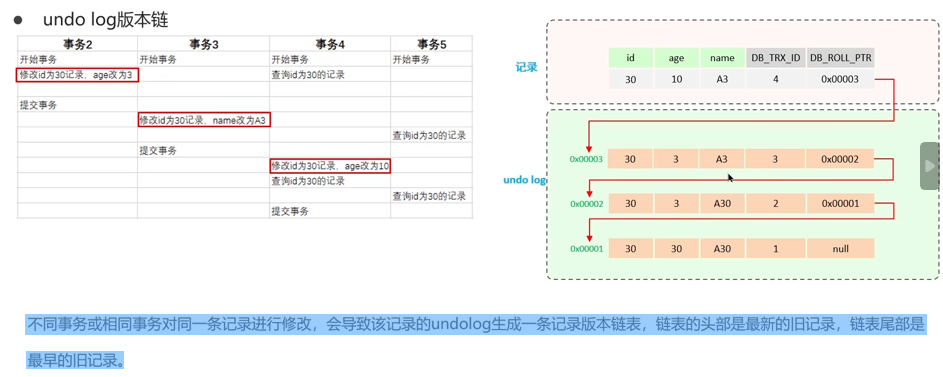 ● undo log版本链
事务2 事务3 事务4 事务5
开始事务 开始事务 开始事务 开始事务
修改id为30记录，age改为3 查询id为30的记录
提交事务
修改id为30记录，name改为A3
查询id为30的记录
提交事务
修改id为30记录，age改为10
查询id为30的记录
查询id为30的记录
提交事务
记录
id age name DB_TRX_ID DB_ROLL_PTR
30 10 A3 4 0x00003
undo log
0x00003 30 3 A3 3 0x00002
0x00002 30 3 A30 2 0x00001
0x00001 30 30 A30 1 null
不同事务或相同事务对同一条记录进行修改，会导致该记录的undolog生成一条记录版本链表，链表的头部是最新的旧记录，链表尾部是
最早的旧记录。